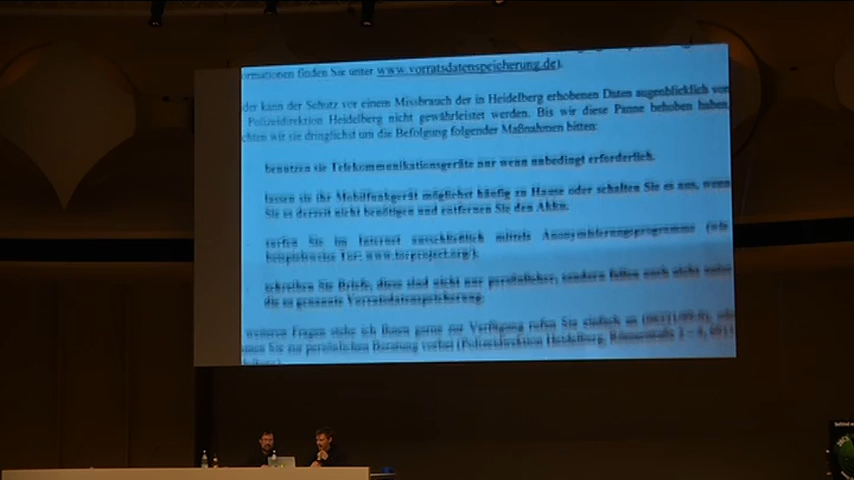 ormationen finden Sie unter www.vorratsdatenspeicherung.de).
der kann der Schutz vor einem Missbrauch der in Heidelberg erhobenen Daten augenblicklich von
Polizeidirektion Heidelberg nicht gewährleistet werden. Bis wir diese Panne behoben haben,
chten wir sie dringlichst um die Befolgung folgender Maßnahmen bitten:
benutzen sie Telekommunikationsgeräte nur wenn unbedingt erforderlich.
lassen sie ihr Mobilfunkgerät möglichst häufig zu Hause oder schalten Sie es aus, wenn
Sie es derzeit nicht benötigen und entfernen Sie den Akku.
surfen Sie im Internet ausschließlich mittels Anonymisierungsprogramme (wie
beispielsweise Tor: www.torproject.org/).
schreiben Sie Briefe, diese sind nicht nur persönlicher, sondern fallen auch nicht unter
die so genannte Vorratsdatenspeicherung.
weiteren Fragen stehe ich Ihnen gerne zur Verfügung rufen Sie einfach an
Sie zur persönlichen Beratung vorbei (Polizeidirektion Heidelberg,